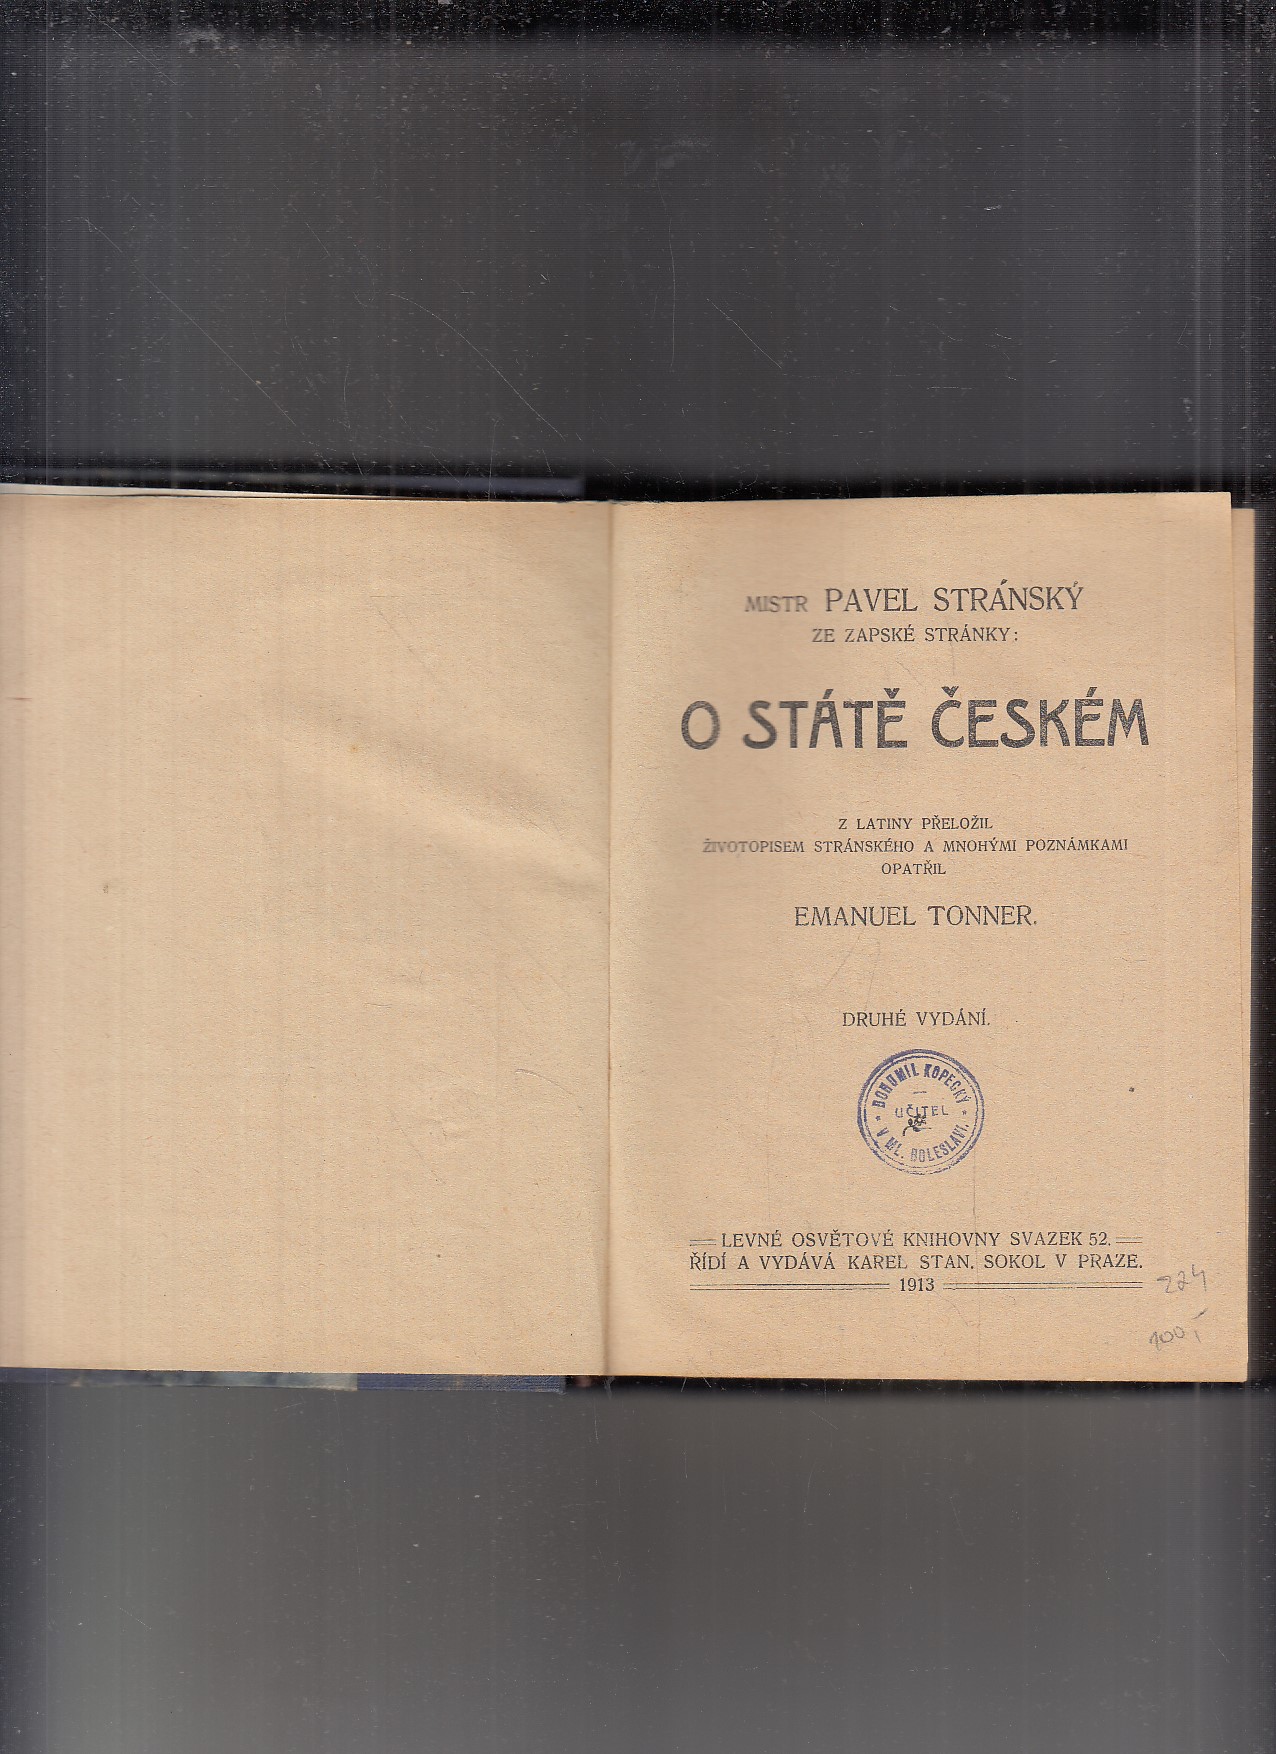 MISTR PAVEL STRÁNSKÝ
ZE ZAPSKÉ STRÁNKY:
O STÁTĚ ČESKÉM
Z LATINY PŘELOŽIL
ŽIVOTOPISEM STRÁNSKÉHO A MNOHÝMI POZNÁMKAMI
OPATŘIL
EMANUEL TONNER.
DRUHÉ VYDÁNÍ.
BOHUMIL KOPECKÝ
UČITEL
V ML. BOLESLAVI.
LEVNÉ OSVĚTOVÉ KNIHOVNY SVAZEK 52.
ŘÍDÍ A VYDÁVÁ KAREL STAN. SOKOL V PRAZE.
1913
224